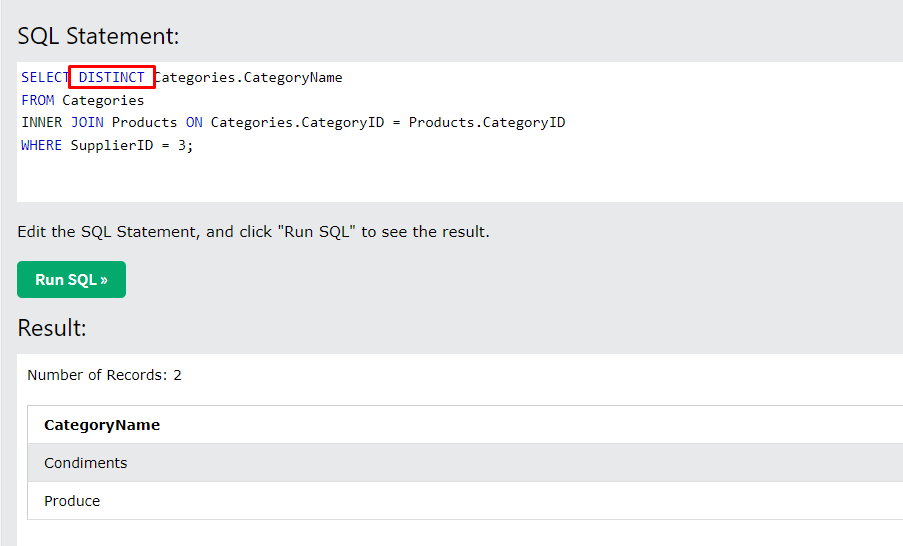 SQL Statement:
SELECT DISTINCT Categories.CategoryName
FROM Categories
INNER JOIN Products ON Categories.CategoryID = Products.CategoryID
WHERE SupplierID = 3;
Edit the SQL Statement, and click "Run SQL" to see the result.
Run SQL »
Result:
Number of Records: 2
CategoryName
Condiments
Produce